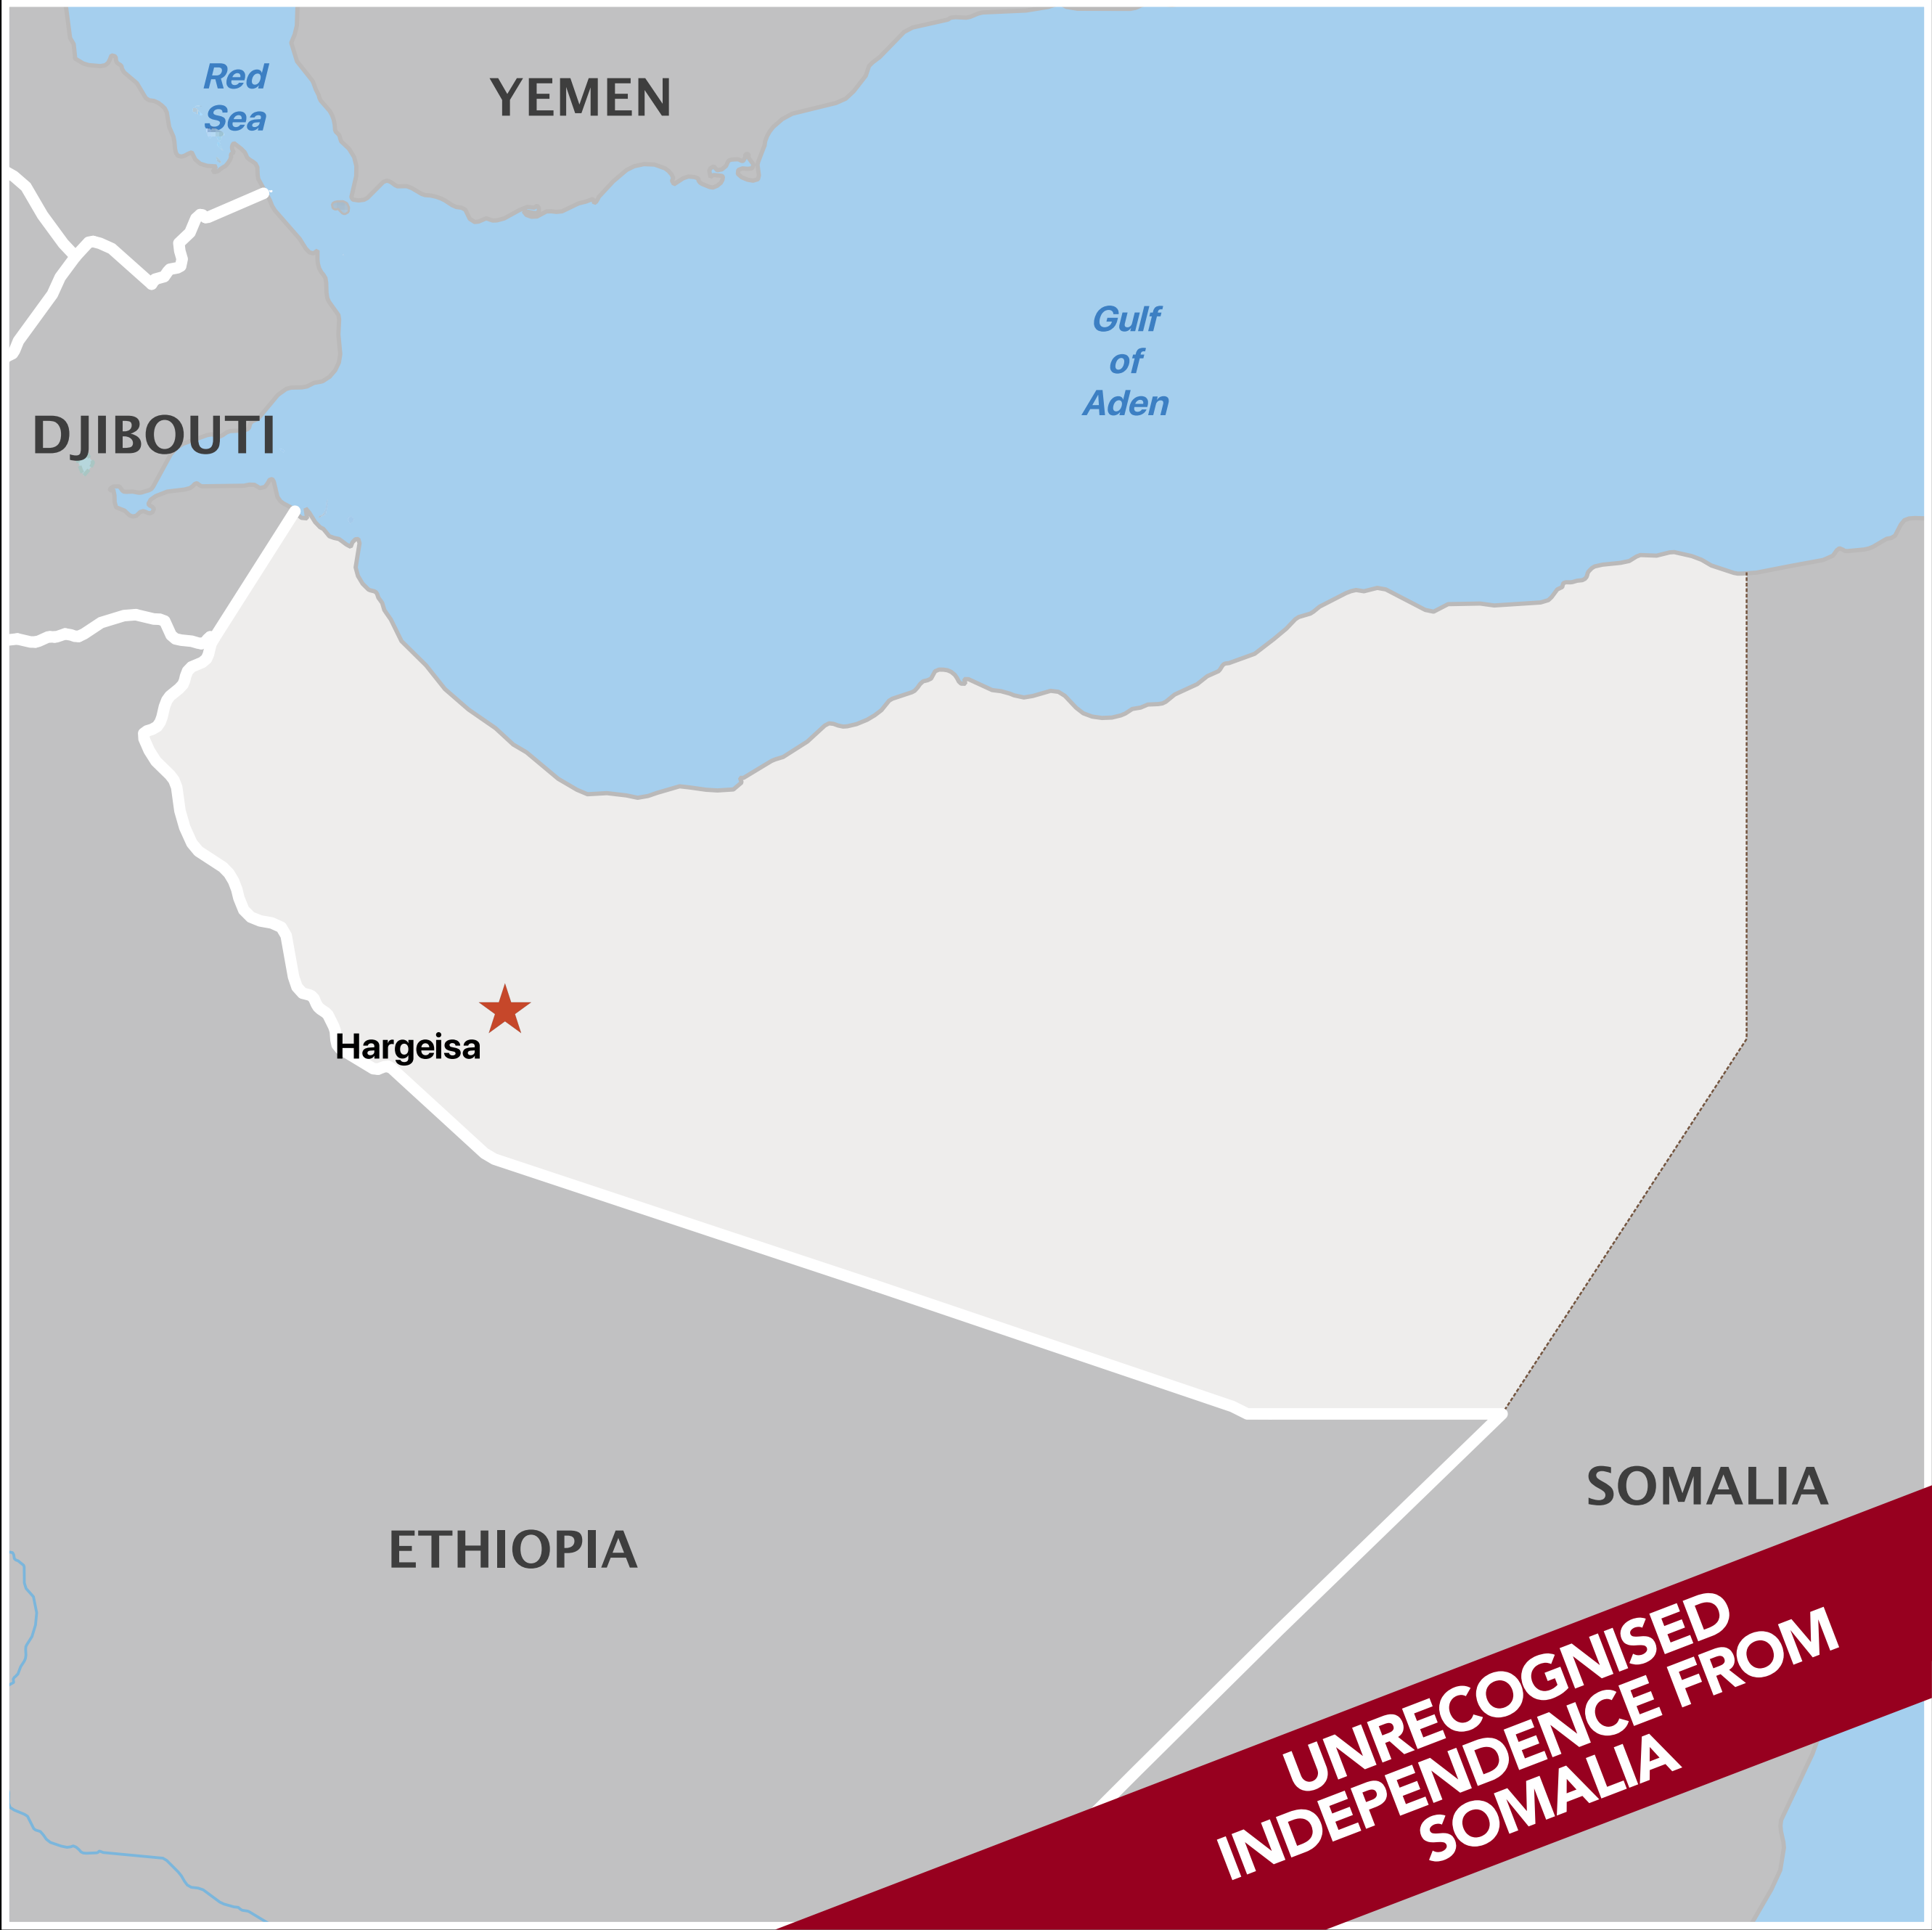 Red
Sea
YEMEN
Gulf
of
Aden
DJIBOUTI
Hargeisa
SOMALIA
ETHIOPIA
UNRECOGNISED
INDEPENDENCE FROM
SOMALIA